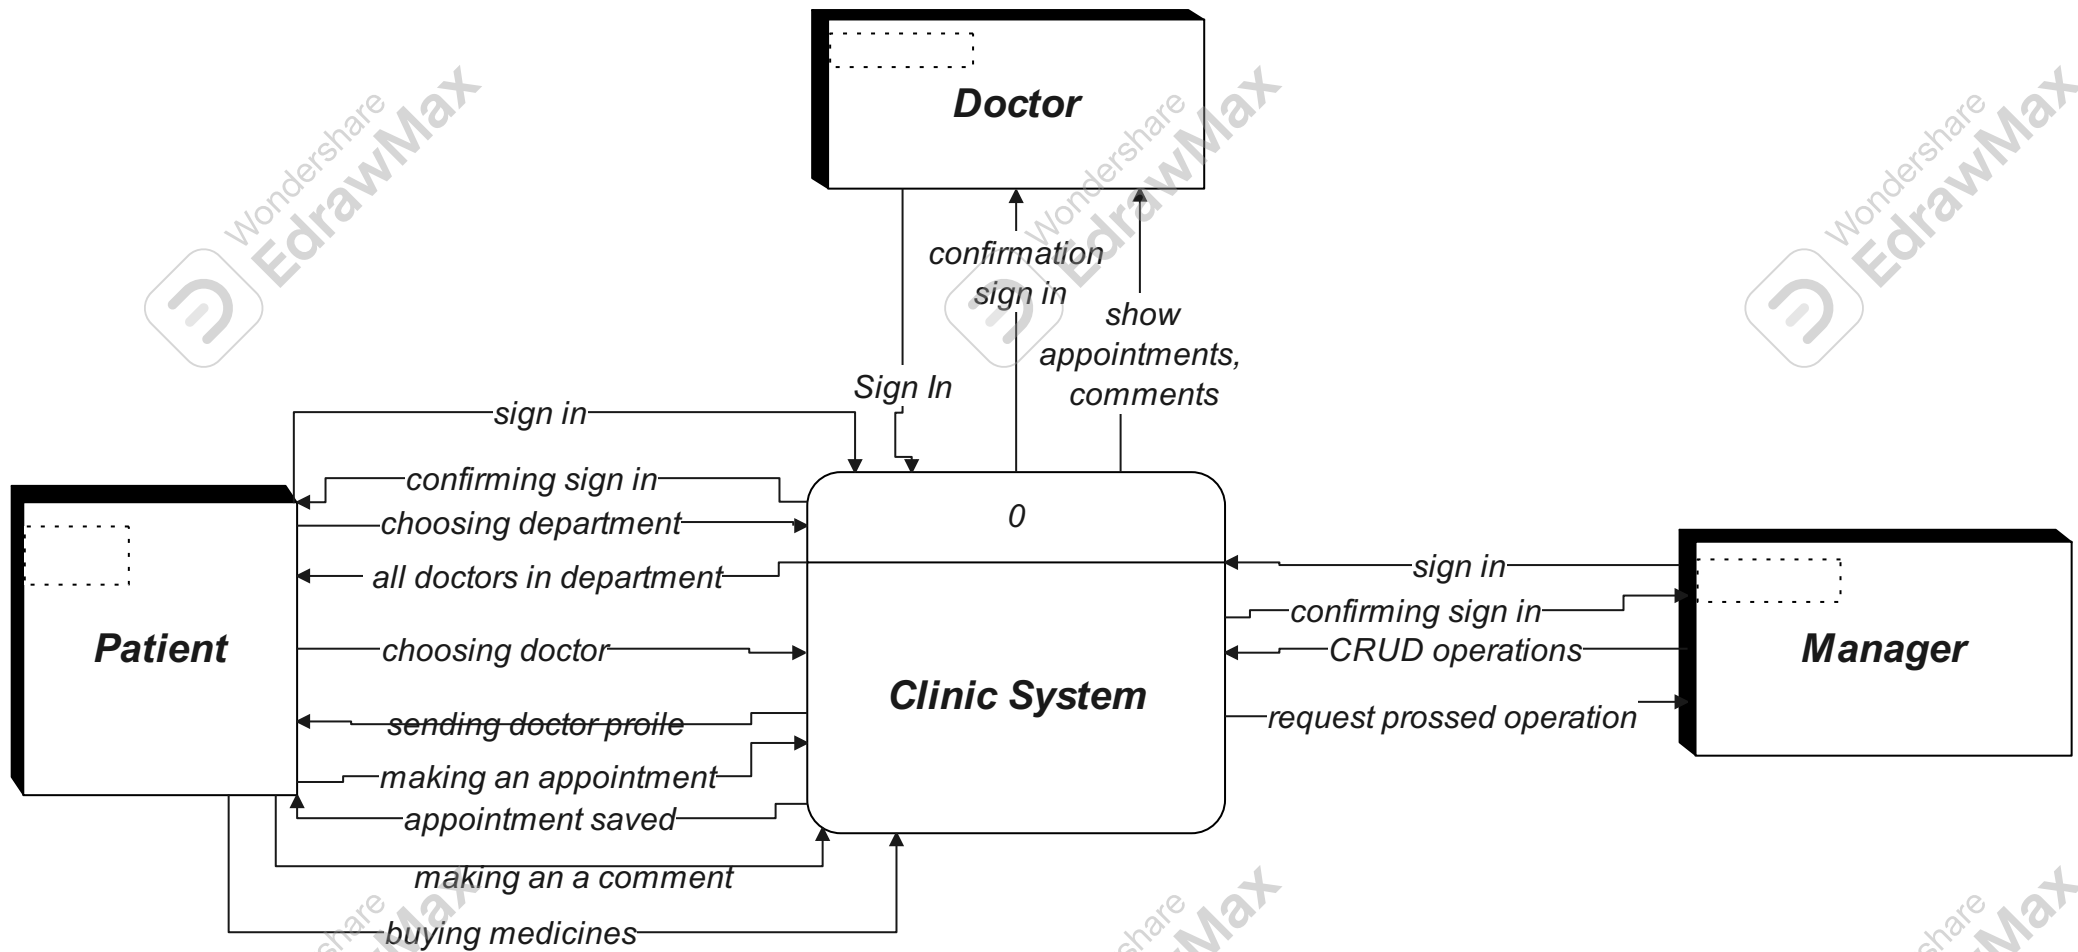 Doctor
Wondershare
EdrawMax
Wondershare
EdrawMax
Wondershare
EdrawMax
confirmation
sign in
show
appointments,
comments
Sign In
sign in
confirming sign in
choosing department
all doctors in department
choosing doctor
sending doctor proile
making an appointment
appointment saved
making an a comment
buying medicines
Patient
0
Clinic System
sign in
confirming sign in
CRUD operations
request prossed operation
Manager